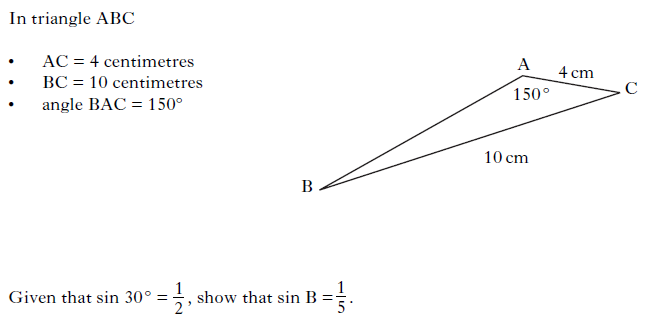 In triangle ABC
• AC = 4 centimetres
• BC = 10 centimetres
• angle BAC = 150°
A
4 cm
C
150°
10 cm
B
Given that sin 30° = 1/2, show that sin B = 1/5.